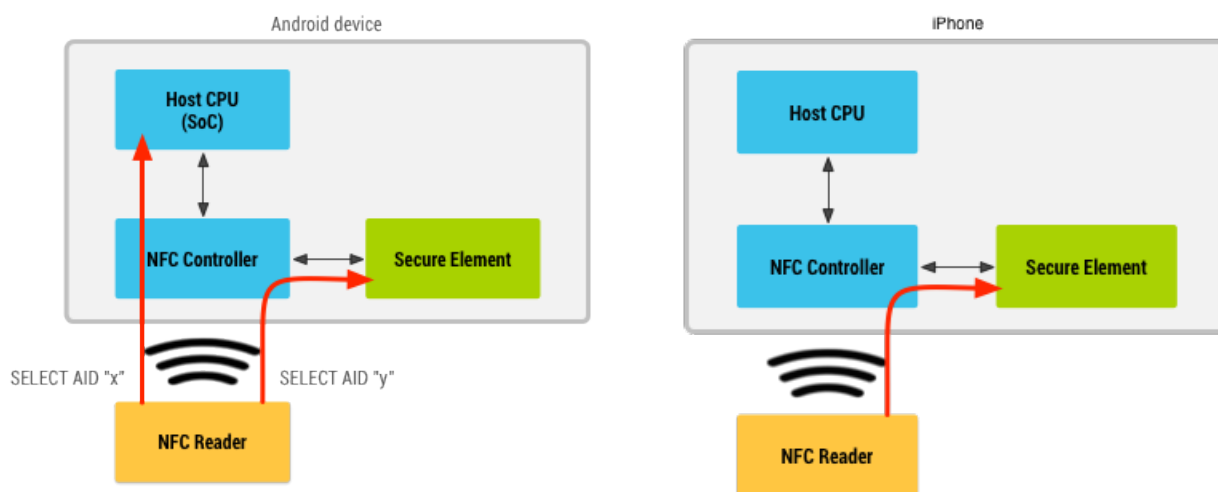 Android device
Host CPU
(SoC)
NFC Controller
Secure Element
SELECT AID "x"
SELECT AID "y"
NFC Reader
iPhone
Host CPU
NFC Controller
Secure Element
NFC Reader